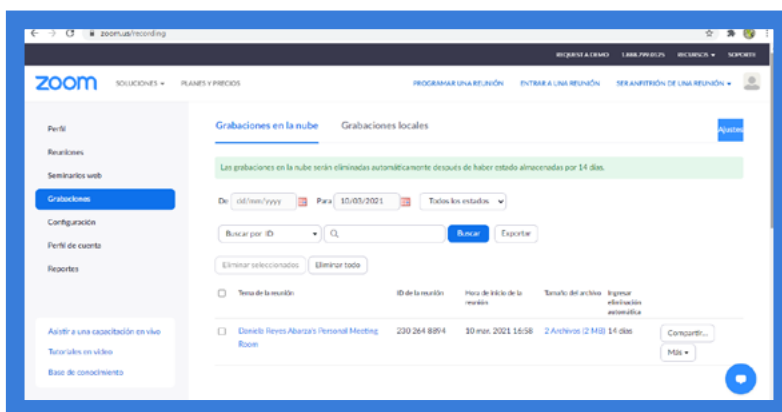 zoom.us/recording
REQUEST A DEMO 1.888.799.0125 RECURSOS SOPORTE
zoom SOLUCIONES PLANES Y PRECIOS PROGRAMAR UNA REUNIÓN ENTRAR A UNA REUNIÓN SER ANFITRIÓN DE UNA REUNIÓN
Perfil
Reuniones
Seminarios web
Grabaciones
Configuración
Perfil de cuenta
Reportes
Asistir a una capacitación en vivo
Tutoriales en video
Base de conocimiento
Grabaciones en la nube Grabaciones locales
Ajustes
Las grabaciones en la nube serán eliminadas automáticamente después de haber estado almacenadas por 14 días.
De dd/mm/yyyy Para 10/03/2021 Todos los estados
Buscar por ID Buscar Exportar
Eliminar seleccionados Eliminar todo
Tema de la reunión ID de la reunión Hora de inicio de la Tamaño del archivo Ingresar
reunión eliminación
automática
Daniela Reyes Abarza's Personal Meeting 230 264 8894 10 mar. 2021 16:58 2 Archivos (2 MB) 14 días Compartir...
Room Más